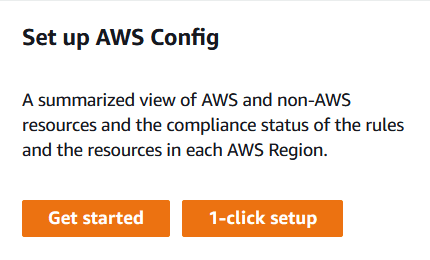 Set up AWS Config
A summarized view of AWS and non-AWS
resources and the compliance status of the rules
and the resources in each AWS Region.
Get started
1-click setup